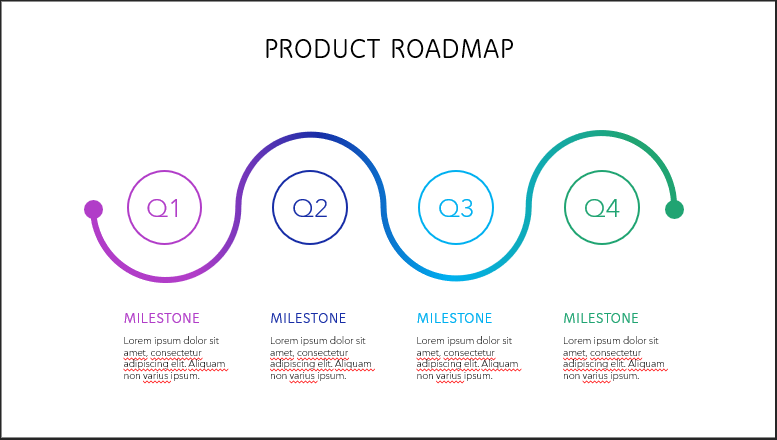 PRODUCT ROADMAP
Q1
Q2
Q3
Q4
MILESTONE
Lorem ipsum dolor sit
amet, consectetur
adipiscing elit. Aliquam
non varius ipsum.
MILESTONE
Lorem ipsum dolor sit
amet, consectetur
adipiscing elit. Aliquam
non varius ipsum.
MILESTONE
Lorem ipsum dolor sit
amet, consectetur
adipiscing elit. Aliquam
non varius ipsum.
MILESTONE
Lorem ipsum dolor sit
amet, consectetur
adipiscing elit. Aliquam
non varius ipsum.